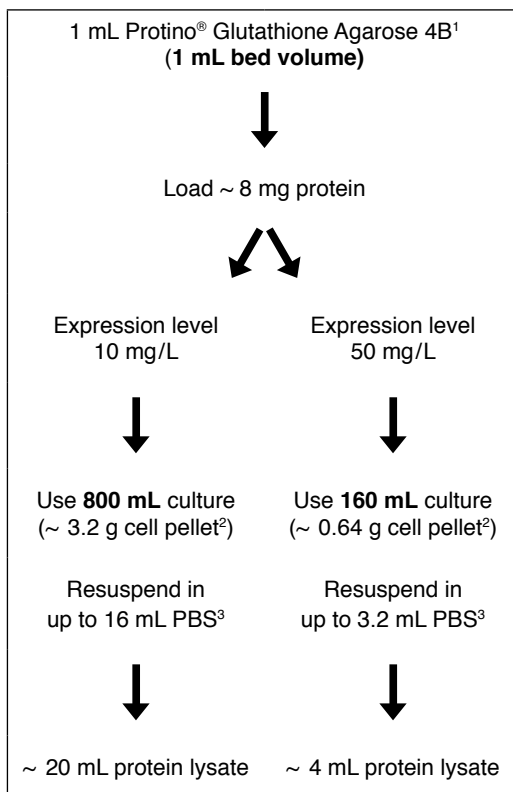 1 mL Protino® Glutathione Agarose 4B¹
(1 mL bed volume)
Load ~ 8 mg protein
Expression level
10 mg/L
Expression level
50 mg/L
Use 800 mL culture
(~ 3.2 g cell pellet²)
Use 160 mL culture
(~ 0.64 g cell pellet²)
Resuspend in
up to 16 mL PBS³
Resuspend in
up to 3.2 mL PBS³
~ 20 mL protein lysate
~ 4 mL protein lysate